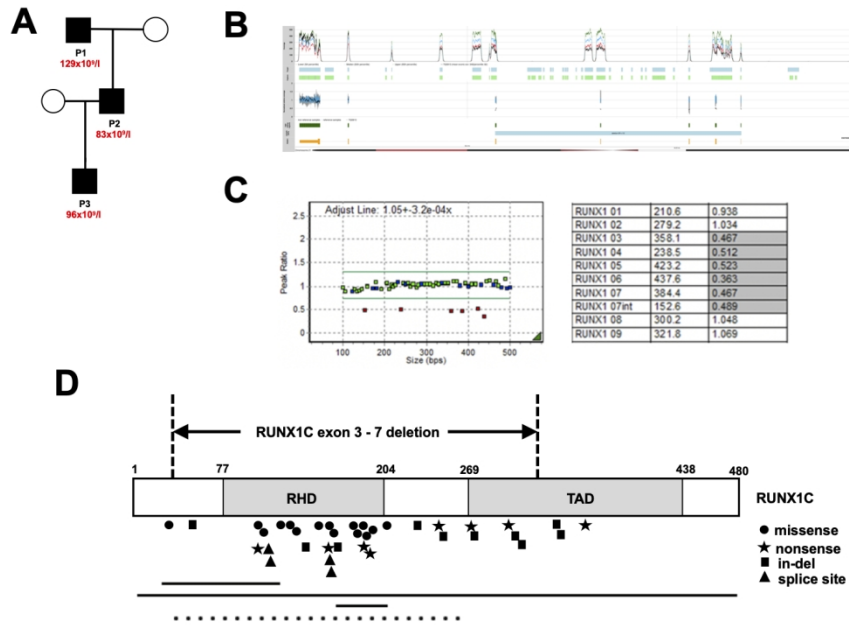 A
P1
129x10⁹/l
P2
83x10⁹/l
P3
96x10⁹/l
B
C
Adjust Line: 1.05+-3.2e-04x
Peak Ratio
2.5
2
1.5
1
0.5
0
100 200 300 400 500
Size (bps)
RUNX1 01 210.6 0.938
RUNX1 02 279.2 1.034
RUNX1 03 358.1 0.467
RUNX1 04 238.5 0.512
RUNX1 05 423.2 0.523
RUNX1 06 437.6 0.363
RUNX1 07 384.4 0.467
RUNX1 07int 152.6 0.489
RUNX1 08 300.2 1.048
RUNX1 09 321.8 1.069
D
RUNX1C exon 3 - 7 deletion
1 77 204 269 438 480
RHD TAD RUNX1C
missense
nonsense
in-del
splice site